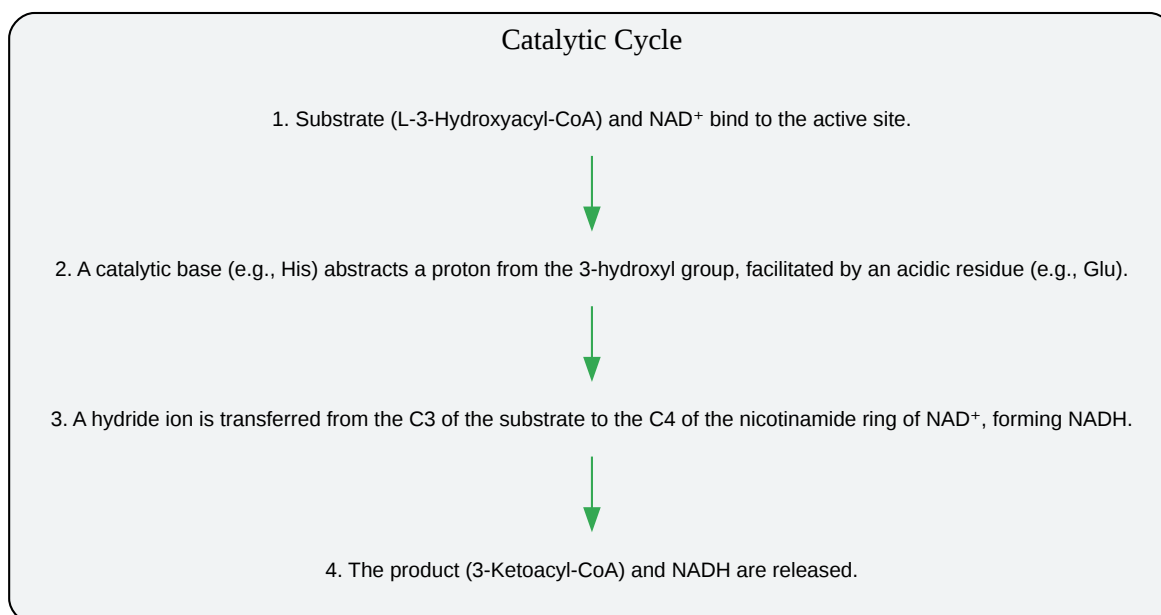 Catalytic Cycle
1. Substrate (L-3-Hydroxyacyl-CoA) and NAD⁺ bind to the active site.
2. A catalytic base (e.g., His) abstracts a proton from the 3-hydroxyl group, facilitated by an acidic residue (e.g., Glu).
3. A hydride ion is transferred from the C3 of the substrate to the C4 of the nicotinamide ring of NAD⁺, forming NADH.
4. The product (3-Ketoacyl-CoA) and NADH are released.